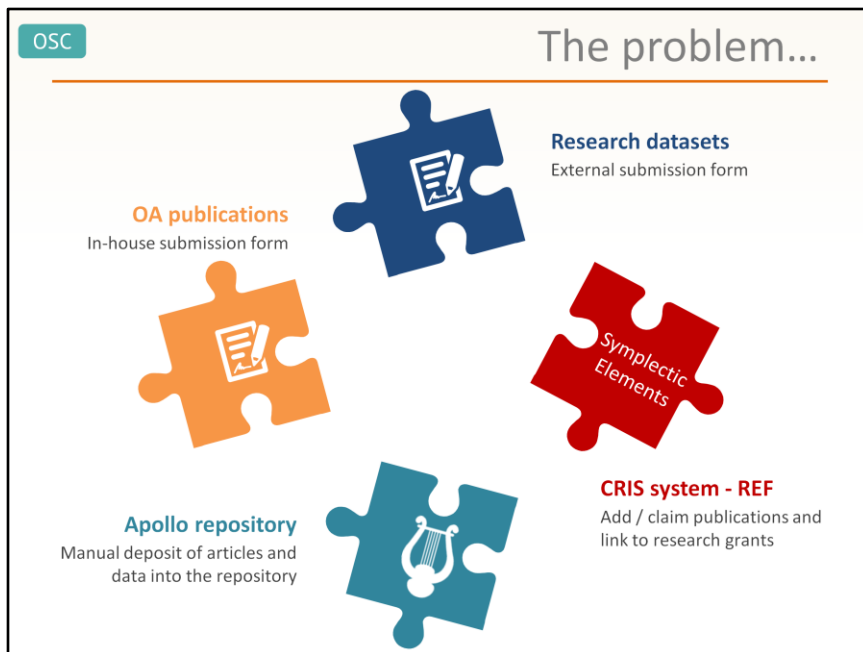 OSC
The problem…
Research datasets
External submission form
OA publications
In-house submission form
Symplectic
Elements
CRIS system - REF
Add / claim publications and
link to research grants
Apollo repository
Manual deposit of articles and
data into the repository